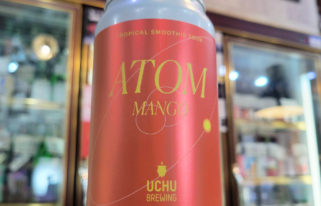 TROPICAL SMOOTHIE SOUR
ATOM
MANGO
UCHU
BREWING